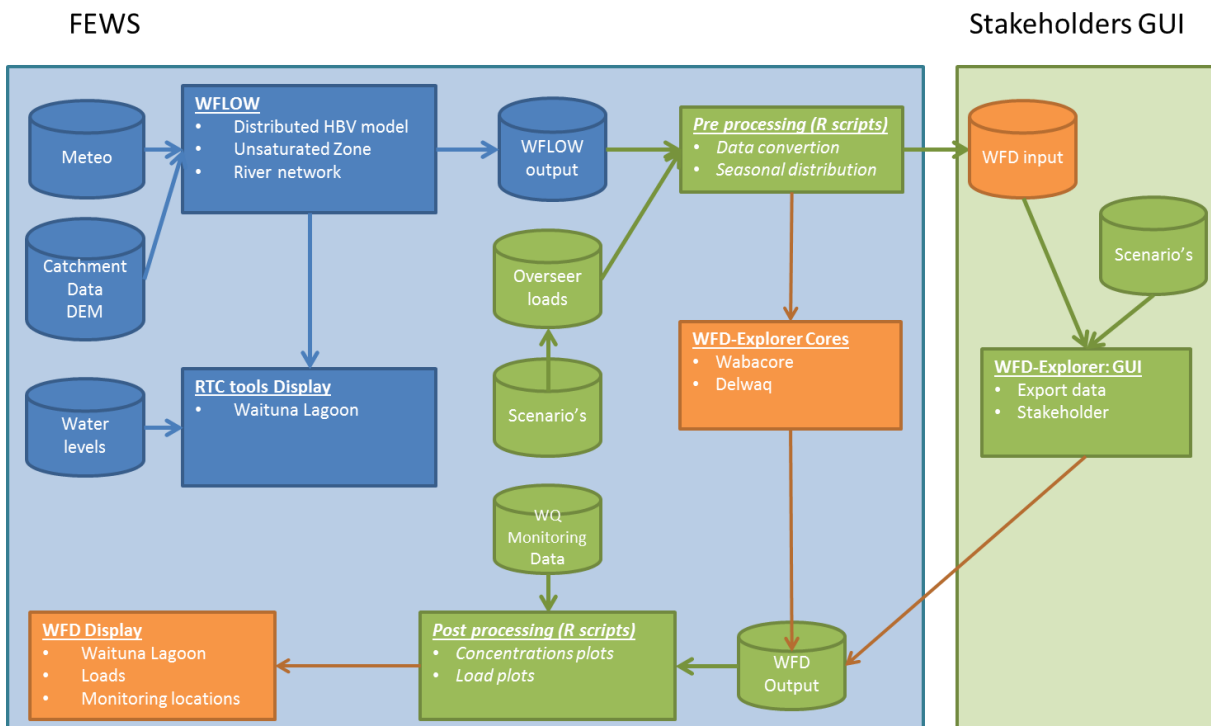 FEWS
Stakeholders GUI
Meteo
WFLOW
• Distributed HBV model
• Unsaturated Zone
• River network
WFLOW
output
Pre processing (R scripts)
• Data convertion
• Seasonal distribution
WFD input
Catchment
Data
DEM
Overseer
loads
Scenario's
WFD-Explorer Cores
• Wabacore
• Delwaq
WFD-Explorer: GUI
• Export data
• Stakeholder
RTC tools Display
• Waituna Lagoon
Water
levels
Scenario's
WQ
Monitoring
Data
WFD Display
• Waituna Lagoon
• Loads
• Monitoring locations
Post processing (R scripts)
• Concentrations plots
• Load plots
WFD
Output